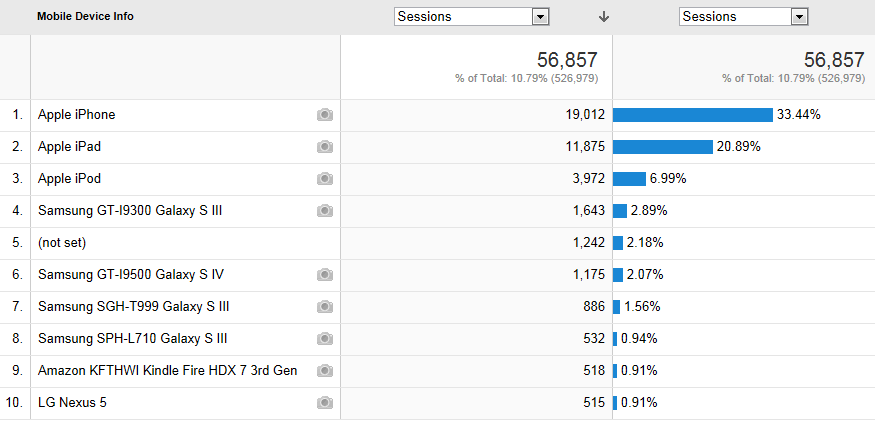 Mobile Device Info Sessions Sessions
56,857 56,857
% of Total: 10.79% (526,979) % of Total: 10.79% (526,979)
1. Apple iPhone 19,012 33.44%
2. Apple iPad 11,875 20.89%
3. Apple iPod 3,972 6.99%
4. Samsung GT-I9300 Galaxy S III 1,643 2.89%
5. (not set) 1,242 2.18%
6. Samsung GT-I9500 Galaxy S IV 1,175 2.07%
7. Samsung SGH-T999 Galaxy S III 886 1.56%
8. Samsung SPH-L710 Galaxy S III 532 0.94%
9. Amazon KFTHWI Kindle Fire HDX 7 3rd Gen 518 0.91%
10. LG Nexus 5 515 0.91%